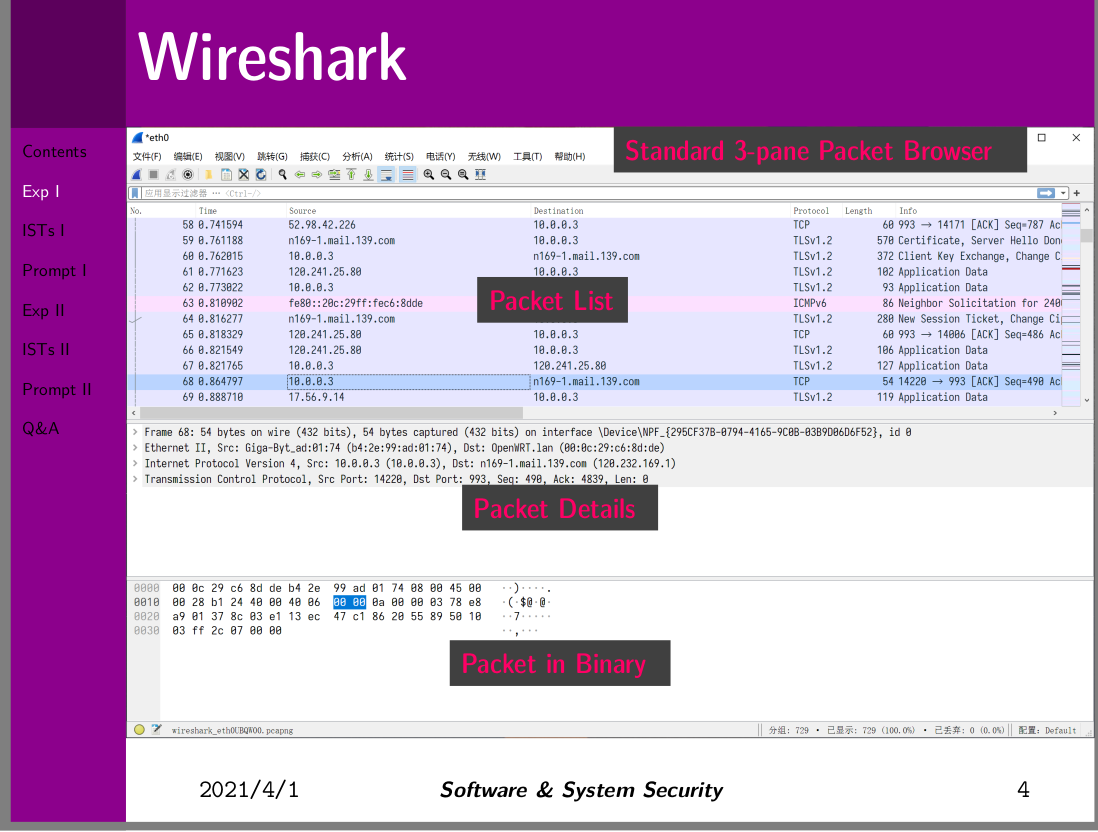 Wireshark
Contents
Exp I
ISTs I
Prompt I
Exp II
ISTs II
Prompt II
Q&A
*eth0
Standard 3-pane Packet Browser
文件(F) 编辑(E) 视图(V) 跳转(G) 捕获(C) 分析(A) 统计(S) 电话(Y) 无线(W) 工具(T) 帮助(H)
应用显示过滤器 … <Ctrl-/>
No. Time Source Destination Protocol Length Info
58 0.741594 52.98.42.226 10.0.0.3 TCP 60 993 → 14171 [ACK] Seq=787 Ac
59 0.761188 n169-1.mail.139.com 10.0.0.3 TLSv1.2 570 Certificate, Server Hello Don
60 0.762015 10.0.0.3 n169-1.mail.139.com TLSv1.2 372 Client Key Exchange, Change C
61 0.771623 120.241.25.80 10.0.0.3 TLSv1.2 102 Application Data
62 0.773022 10.0.0.3 TLSv1.2 93 Application Data
Packet List
63 0.810902 fe80::20c:29ff:fec6:8dde ICMPv6 86 Neighbor Solicitation for 240
64 0.816277 n169-1.mail.139.com TLSv1.2 280 New Session Ticket, Change Ci
65 0.818329 120.241.25.80 10.0.0.3 TCP 60 993 → 14006 [ACK] Seq=486 Ac
66 0.821549 120.241.25.80 10.0.0.3 TLSv1.2 106 Application Data
67 0.821765 10.0.0.3 120.241.25.80 TLSv1.2 127 Application Data
68 0.864797 10.0.0.3 n169-1.mail.139.com TCP 54 14220 → 993 [ACK] Seq=490 Ac
69 0.888710 17.56.9.14 10.0.0.3 TLSv1.2 119 Application Data
Frame 68: 54 bytes on wire (432 bits), 54 bytes captured (432 bits) on interface \Device\NPF_{295CF37B-0794-4165-9C0B-03B9D06D6F52}, id 0
Ethernet II, Src: Giga-Byt_ad:01:74 (b4:2e:99:ad:01:74), Dst: OpenWRT.lan (00:0c:29:c6:8d:de)
Internet Protocol Version 4, Src: 10.0.0.3 (10.0.0.3), Dst: n169-1.mail.139.com (120.232.169.1)
Transmission Control Protocol, Src Port: 14220, Dst Port: 993, Seq: 490, Ack: 4839, Len: 0
Packet Details
0000 00 0c 29 c6 8d de b4 2e 99 ad 01 74 08 00 45 00 ··)····.
0010 00 28 b1 24 40 00 40 06 00 00 0a 00 00 03 78 e8 ·(·$@·@·
0020 a9 01 37 8c 03 e1 13 ec 47 c1 86 20 55 89 50 10 ··7·····
0030 03 ff 2c 07 00 00 ··,···
Packet in Binary
wireshark_eth0UBQW00.pcapng 分组: 729 · 已显示: 729 (100.0%) · 已丢弃: 0 (0.0%) 配置: Default
2021/4/1 Software & System Security 4